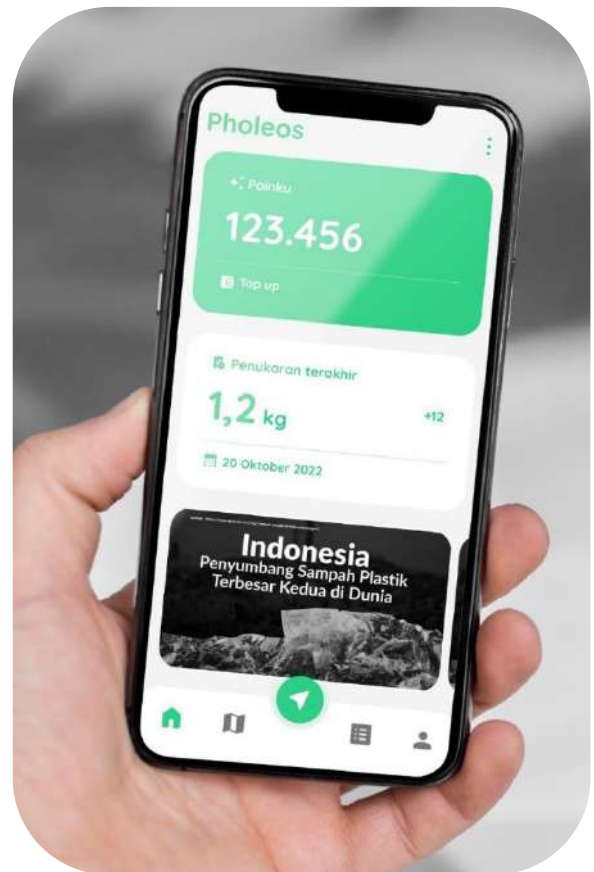 Pholeos
Poinku
123.456
Top up
Penukaran terakhir
1,2 kg
+12
20 Oktober 2022
Indonesia
Penyumbang Sampah Plastik
Terbesar Kedua di Dunia